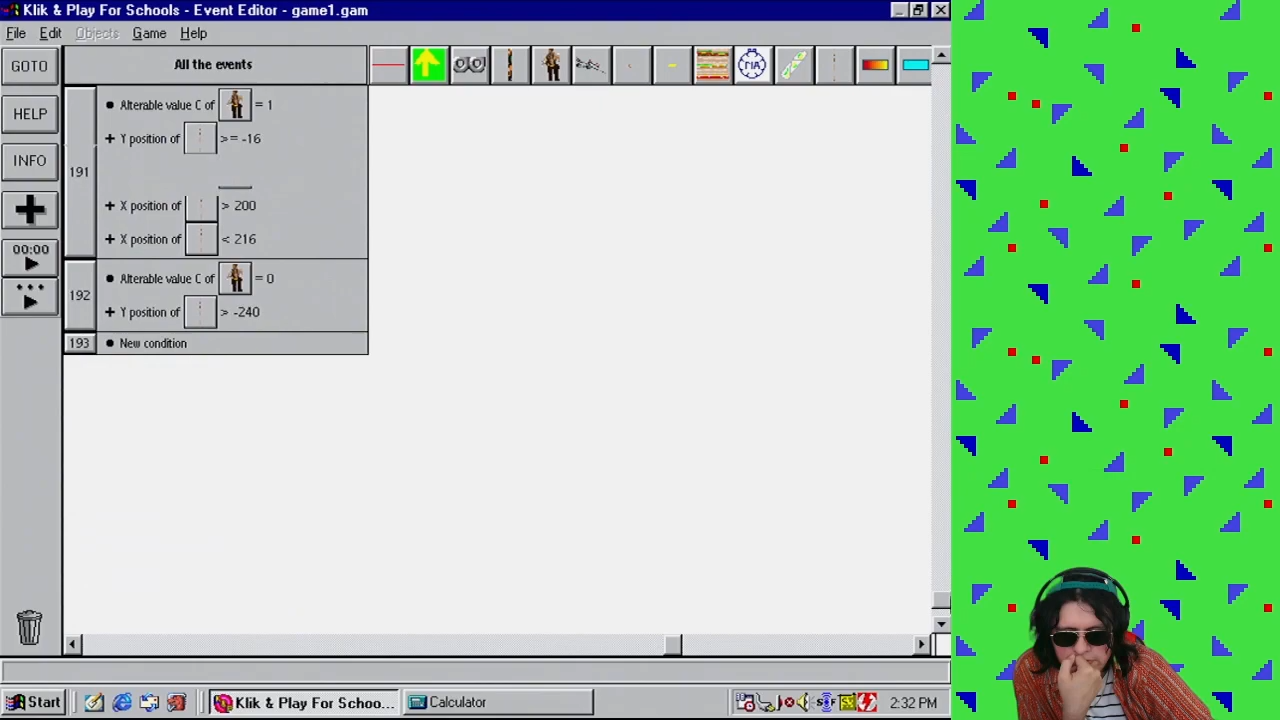 Klik & Play For Schools - Event Editor - game1.gam
File Edit Objects Game Help
GOTO
All the events
HELP
INFO
00:00
191
Alterable value C of = 1
+ Y position of >= -16
+ X position of > 200
+ X position of < 216
192
Alterable value C of = 0
+ Y position of > -240
193
New condition
Start
Klik & Play For Schoo...
Calculator
2:32 PM